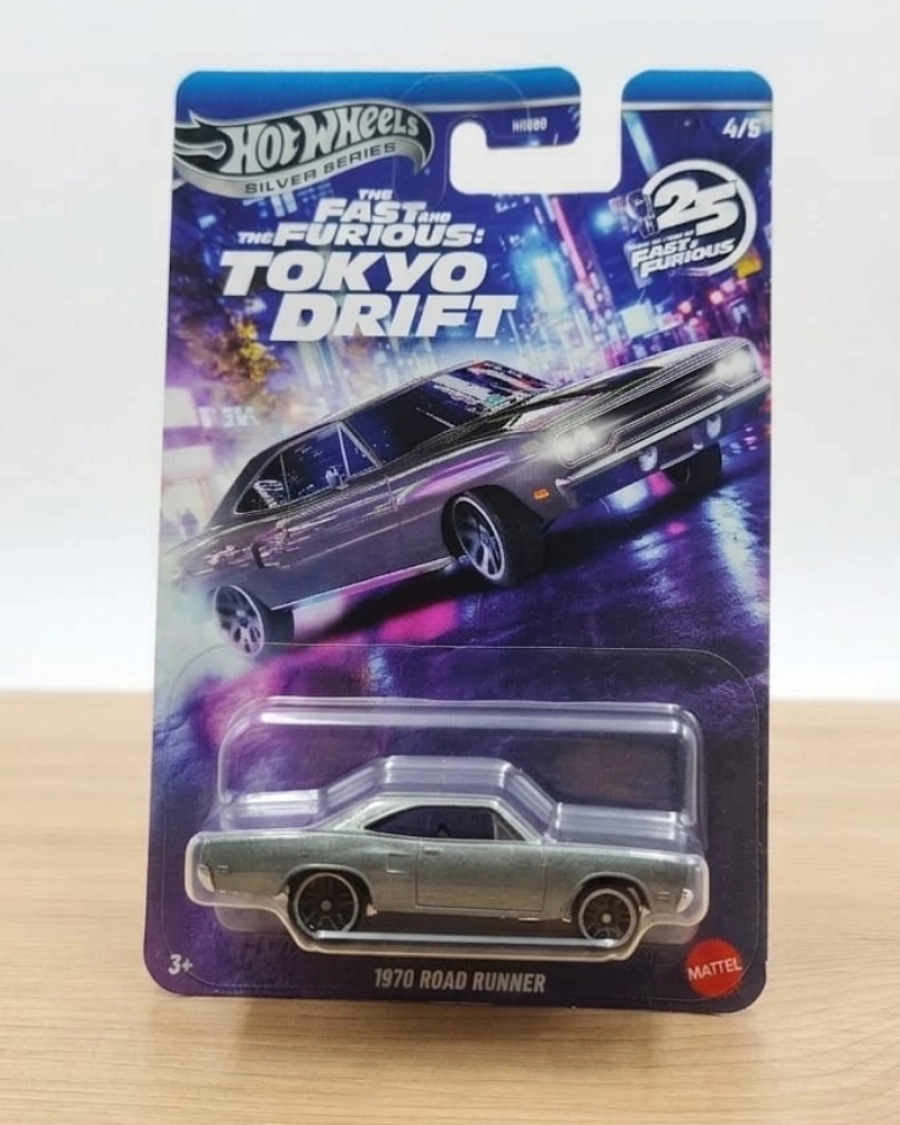 HOT WHEELS
SILVER SERIES
4/5
THE
FAST AND
THE FURIOUS:
TOKYO
DRIFT
25
FAST &
FURIOUS
3+
1970 ROAD RUNNER
MATTEL